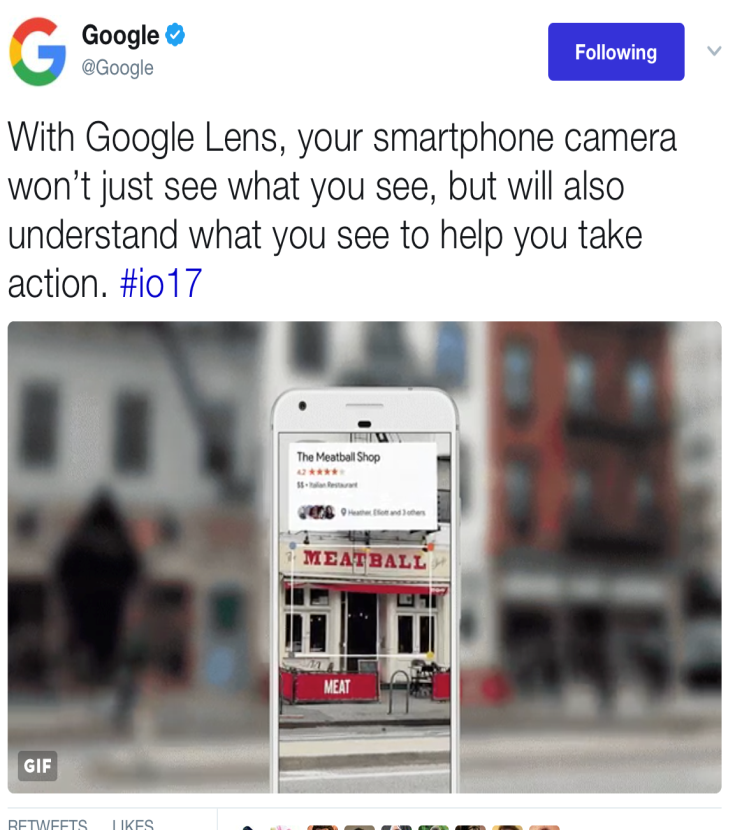 Google
@Google
Following
With Google Lens, your smartphone camera
won't just see what you see, but will also
understand what you see to help you take
action. #io17
The Meatball Shop
4.2
$$ • Italian Restaurant
Heather, Elliott and 3 others
MEATBALL
MEAT
GIF
RETWEETS LIKES